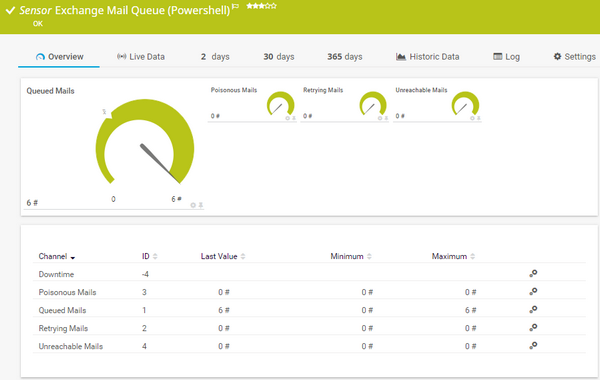 Sensor Exchange Mail Queue (Powershell)
OK
Overview Live Data 2 days 30 days 365 days Historic Data Log Settings
Queued Mails Poisonous Mails Retrying Mails Unreachable Mails
0 # 0 # 0 #
6 # 0 6 #
Channel ID Last Value Minimum Maximum
Downtime -4
Poisonous Mails 3 0 # 0 # 0 #
Queued Mails 1 6 # 0 # 6 #
Retrying Mails 2 0 # 0 # 0 #
Unreachable Mails 4 0 # 0 # 0 #